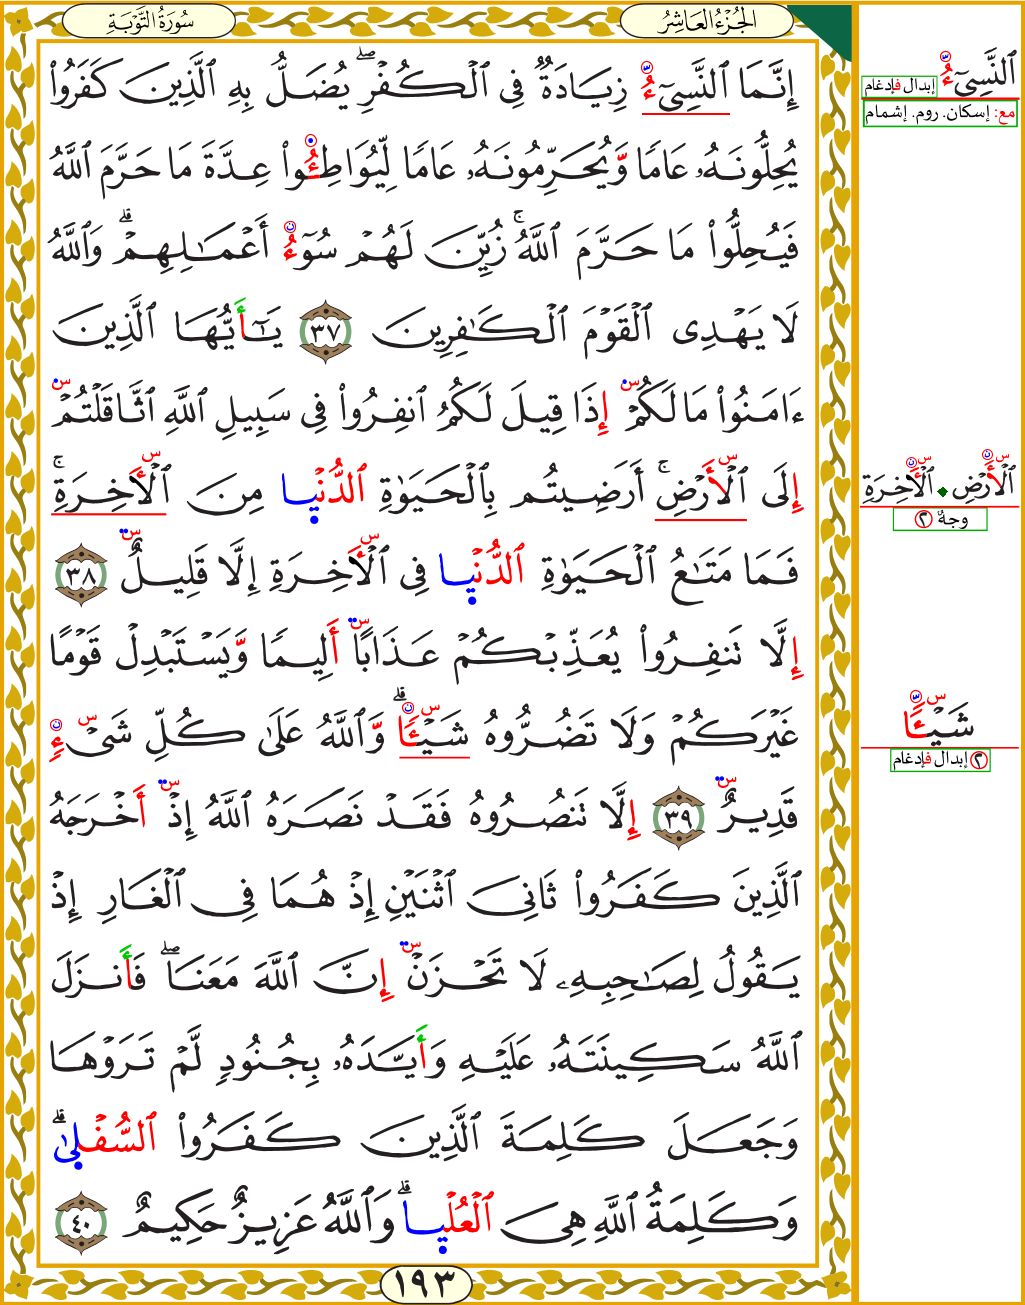 الجُزْءُ العَاشِرُ
سُورَةُ التَّوْبَةِ
إِنَّمَا ٱلنَّسِىٓءُ زِيَادَةٌ فِى ٱلْكُفْرِ ۖ يُضَلُّ بِهِ ٱلَّذِينَ كَفَرُوا۟
يُحِلُّونَهُۥ عَامًا وَّيُحَرِّمُونَهُۥ عَامًا لِّيُوَاطِـُٔوا۟ عِدَّةَ مَا حَرَّمَ ٱللَّهُ
فَيُحِلُّوا۟ مَا حَرَّمَ ٱللَّهُ ۚ زُيِّنَ لَهُمْ سُوٓءُ أَعْمَـٰلِهِمْ ۗ وَٱللَّهُ
لَا يَهْدِى ٱلْقَوْمَ ٱلْكَـٰفِرِينَ ٣٧ يَـٰٓأَيُّهَا ٱلَّذِينَ
ءَامَنُوا۟ مَا لَكُمْ س إِذَا قِيلَ لَكُمُ ٱنفِرُوا۟ فِى سَبِيلِ ٱللَّهِ ٱثَّاقَلْتُمْ س
إِلَى ٱلْأَرْضِ ۚ س أَرَضِيتُم بِٱلْحَيَوٰةِ ٱلدُّنْيا مِنَ ٱلْأَخِرَةِ ۚ س
فَمَا مَتَـٰعُ ٱلْحَيَوٰةِ ٱلدُّنْيا فِى ٱلْأَخِرَةِ س إِلَّا قَلِيلٌ س ٣٨
إِلَّا تَنفِرُوا۟ يُعَذِّبْكُمْ عَذَابًا س أَلِيمًا وَّيَسْتَبْدِلْ قَوْمًا
غَيْرَكُمْ وَلَا تَضُرُّوهُ شَيْـًٔا ۗ س وَّٱللَّهُ عَلَىٰ كُلِّ شَىْءٍ س
قَدِيرٌ س ٣٩ إِلَّا تَنصُرُوهُ فَقَدْ نَصَرَهُ ٱللَّهُ إِذْ س أَخْرَجَهُ
ٱلَّذِينَ كَفَرُوا۟ ثَانِىَ ٱثْنَيْنِ إِذْ هُمَا فِى ٱلْغَارِ إِذْ
يَقُولُ لِصَـٰحِبِهِۦ لَا تَحْزَنْ س إِنَّ ٱللَّهَ مَعَنَا ۖ فَأَنزَلَ
ٱللَّهُ سَكِينَتَهُۥ عَلَيْهِ وَأَيَّدَهُۥ بِجُنُودٍ لَّمْ تَرَوْهَا
وَجَعَلَ كَلِمَةَ ٱلَّذِينَ كَفَرُوا۟ ٱلسُّفْلىٰ ۗ
وَكَلِمَةُ ٱللَّهِ هِىَ ٱلْعُلْيا ۗ وَٱللَّهُ عَزِيزٌ حَكِيمٌ ٤٠
١٩٣
ٱلنَّسِىٓءُ
إبدال فإدغام
مع: إسكان. روم. إشمام
ٱلْأَرْضِ س ◆ ٱلْأَخِرَةِ س
٢ وجهٌ
شَيْـًٔا س
٢ إبدال فإدغام